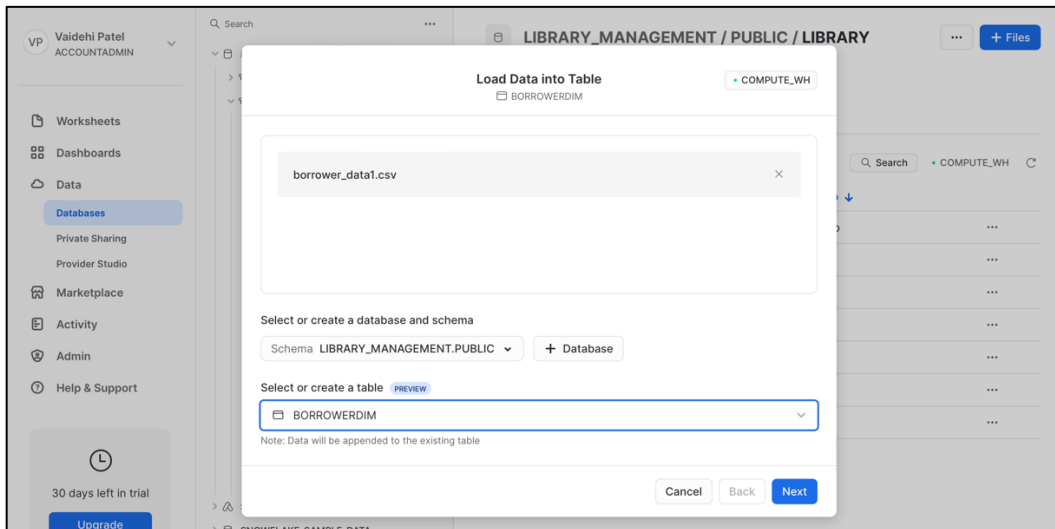 VP
Vaidehi Patel
ACCOUNTADMIN
Worksheets
Dashboards
Data
Databases
Private Sharing
Provider Studio
Marketplace
Activity
Admin
Help & Support
30 days left in trial
Upgrade
Search
...
LIBRARY_MANAGEMENT / PUBLIC / LIBRARY
...
+ Files
Search
COMPUTE_WH
...
...
...
...
...
...
...
Load Data into Table
BORROWERDIM
COMPUTE_WH
borrower_data1.csv
Select or create a database and schema
Schema LIBRARY_MANAGEMENT.PUBLIC
+ Database
Select or create a table PREVIEW
BORROWERDIM
Note: Data will be appended to the existing table
Cancel
Back
Next
SNOWFLAKE_SAMPLE_DATA